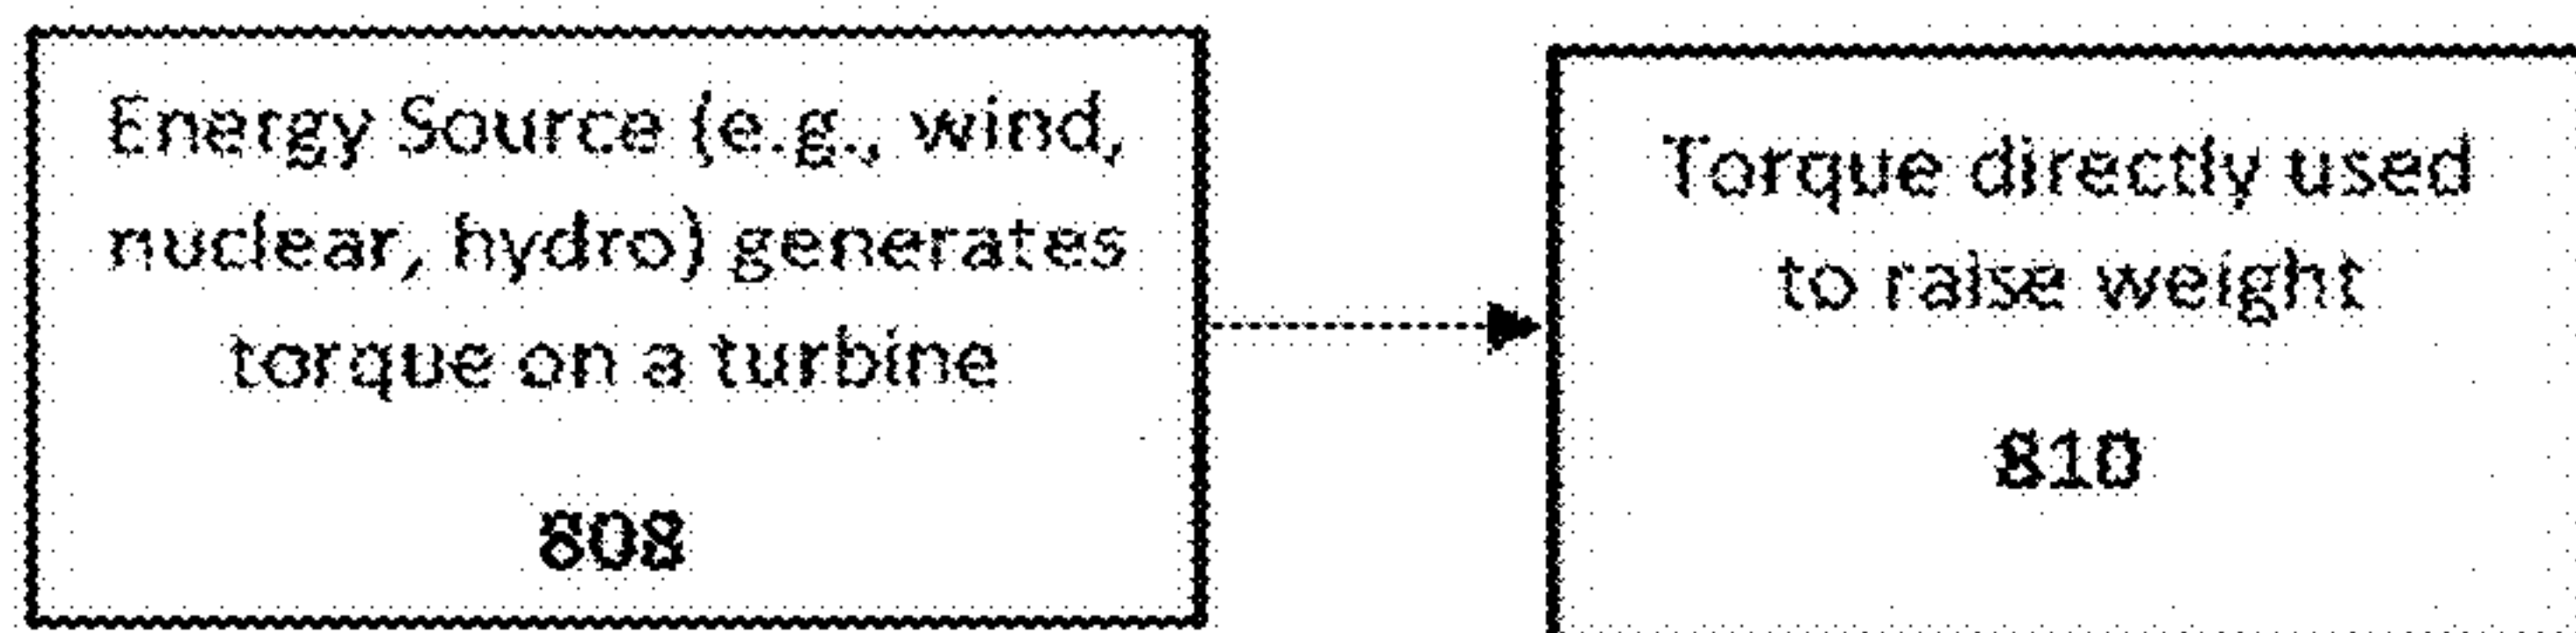 Energy Source (e.g., wind,
nuclear, hydro) generates
torque on a turbine
808
Torque directly used
to raise weight
810